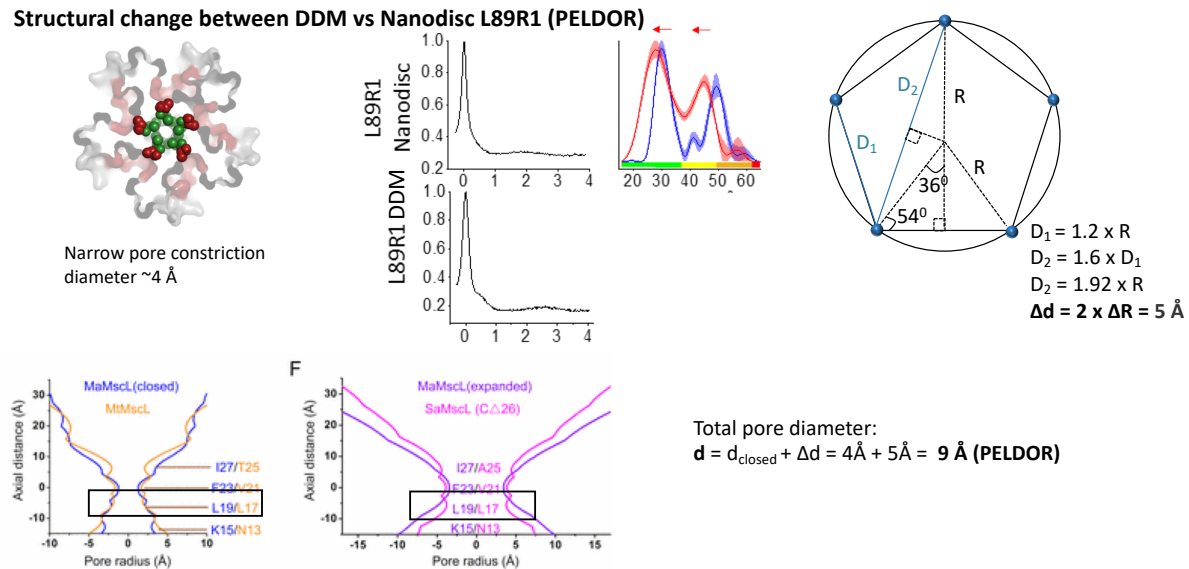 Structural change between DDM vs Nanodisc L89R1 (PELDOR)
Narrow pore constriction
diameter ~4 Å
L89R1
Nanodisc
1.0
0.8
0.6
0.4
0.2
0 1 2 3 4
L89R1 DDM
1.0
0.8
0.6
0.4
0.2
0 1 2 3 4
20 30 40 50 60
D₂
R
D₁
R
36⁰
54⁰
D₁ = 1.2 x R
D₂ = 1.6 x D₁
D₂ = 1.92 x R
Δd = 2 x ΔR = 5 Å
MaMscL(closed)
MtMscL
Axial distance (Å)
30
20
10
0
-10
I27/T25
F23/V21
L19/L17
K15/N13
-10 -5 0 5 10
Pore radius (Å)
F
MaMscL(expanded)
SaMscL (C△26)
Axial distance (Å)
30
20
10
0
-10
I27/A25
F23/V21
L19/L17
K15/N13
-15 -10 -5 0 5 10 15
Pore radius (Å)
Total pore diameter:
d = dclosed + Δd = 4Å + 5Å = 9 Å (PELDOR)